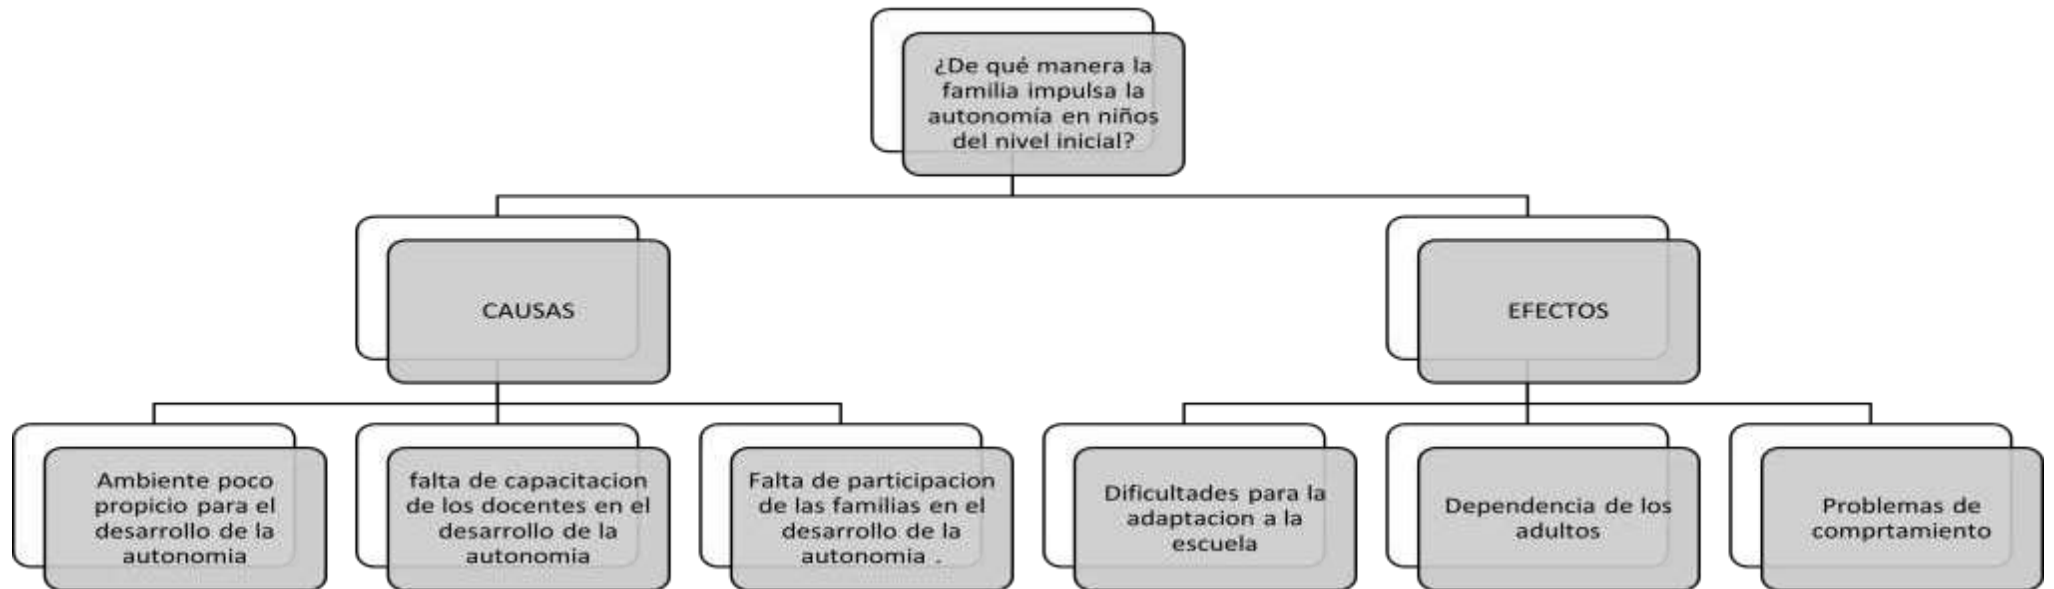 ¿De qué manera la
familia impulsa la
autonomía en niños
del nivel inicial?
CAUSAS
EFECTOS
Ambiente poco
propicio para el
desarrollo de la
autonomia
falta de capacitacion
de los docentes en el
desarrollo de la
autonomia
Falta de participacion
de las familias en el
desarrollo de la
autonomia .
Dificultades para la
adaptacion a la
escuela
Dependencia de los
adultos
Problemas de
comprtamiento